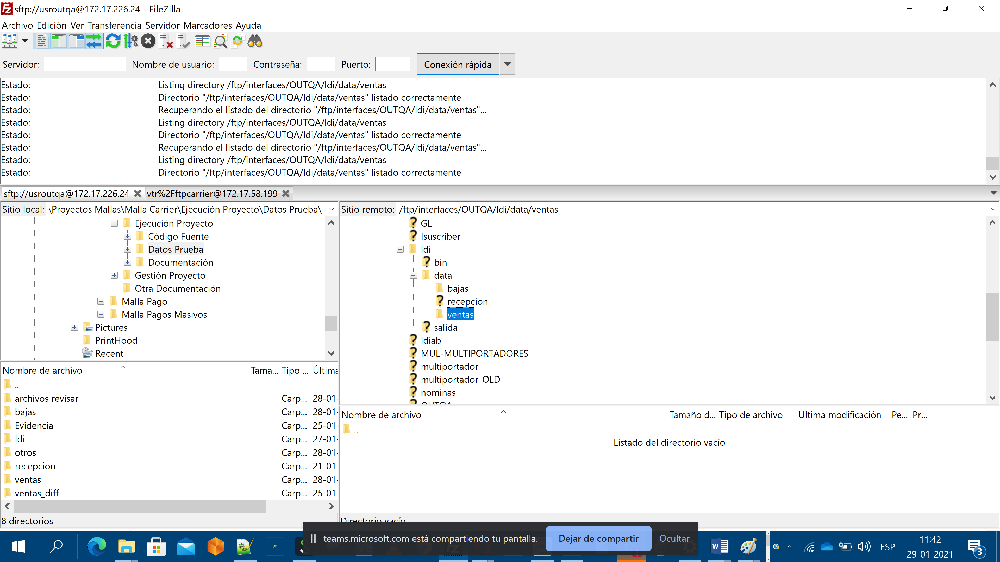 sftp://usroutqa@172.17.226.24 - FileZilla
Archivo Edición Ver Transferencia Servidor Marcadores Ayuda
Servidor: Nombre de usuario: Contraseña: Puerto: Conexión rápida
Estado: Listing directory /ftp/interfaces/OUTQA/ldi/data/ventas
Estado: Directorio "/ftp/interfaces/OUTQA/ldi/data/ventas" listado correctamente
Estado: Recuperando el listado del directorio "/ftp/interfaces/OUTQA/ldi/data/ventas"...
Estado: Listing directory /ftp/interfaces/OUTQA/ldi/data/ventas
Estado: Directorio "/ftp/interfaces/OUTQA/ldi/data/ventas" listado correctamente
Estado: Recuperando el listado del directorio "/ftp/interfaces/OUTQA/ldi/data/ventas"...
Estado: Listing directory /ftp/interfaces/OUTQA/ldi/data/ventas
Estado: Directorio "/ftp/interfaces/OUTQA/ldi/data/ventas" listado correctamente
sftp://usroutqa@172.17.226.24 vtr%2Fftpcarrier@172.17.58.199
Sitio local: \Proyectos Mallas\Malla Carrier\Ejecución Proyecto\Datos Prueba\
Ejecución Proyecto
Código Fuente
Datos Prueba
Documentación
Gestión Proyecto
Otra Documentación
Malla Pago
Malla Pagos Masivos
Pictures
PrintHood
Recent
Nombre de archivo Tama... Tipo ... Última
..
archivos revisar Carp... 28-01-
bajas Carp... 28-01-
Evidencia Carp... 25-01-
ldi Carp... 27-01-
otros Carp... 28-01-
recepcion Carp... 21-01-
ventas Carp... 28-01-
ventas_diff Carp... 25-01-
8 directorios
Sitio remoto: /ftp/interfaces/OUTQA/ldi/data/ventas
GL
lsuscriber
ldi
bin
data
bajas
recepcion
ventas
salida
ldiab
MUL-MULTIPORTADORES
multiportador
multiportador_OLD
nominas
OUTQA
Nombre de archivo Tamaño d... Tipo de archivo Última modificación Pe... Pr...
..
Listado del directorio vacío
Directorio vacío.
teams.microsoft.com está compartiendo tu pantalla. Dejar de compartir Ocultar
ESP
11:42
29-01-2021
3